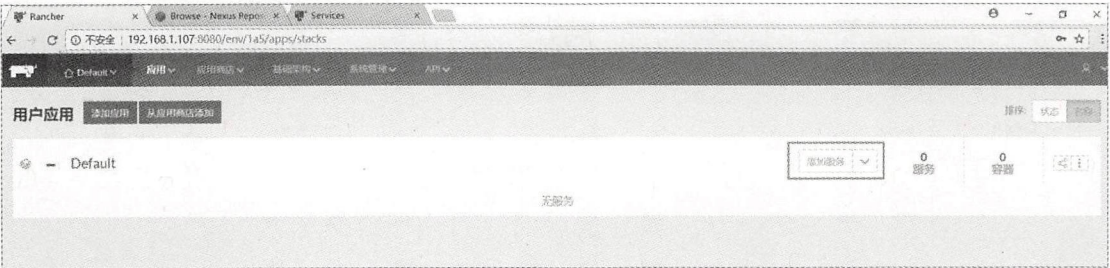 Rancher × Browse - Nexus Repo × Services ×
不安全 | 192.168.1.107:8080/env/1a5/apps/stacks
Default 应用 应用商店 基础架构 系统管理 API
用户应用 添加应用 从应用商店添加 排序: 状态 名称
Default 添加服务 0 服务 0 容器
无服务